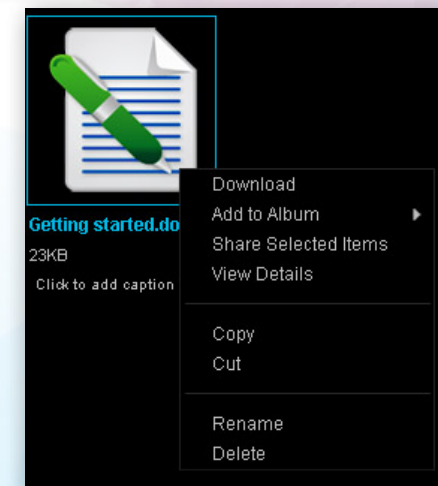 Getting started.do
23KB
Click to add caption
Download
Add to Album
Share Selected Items
View Details
Copy
Cut
Rename
Delete